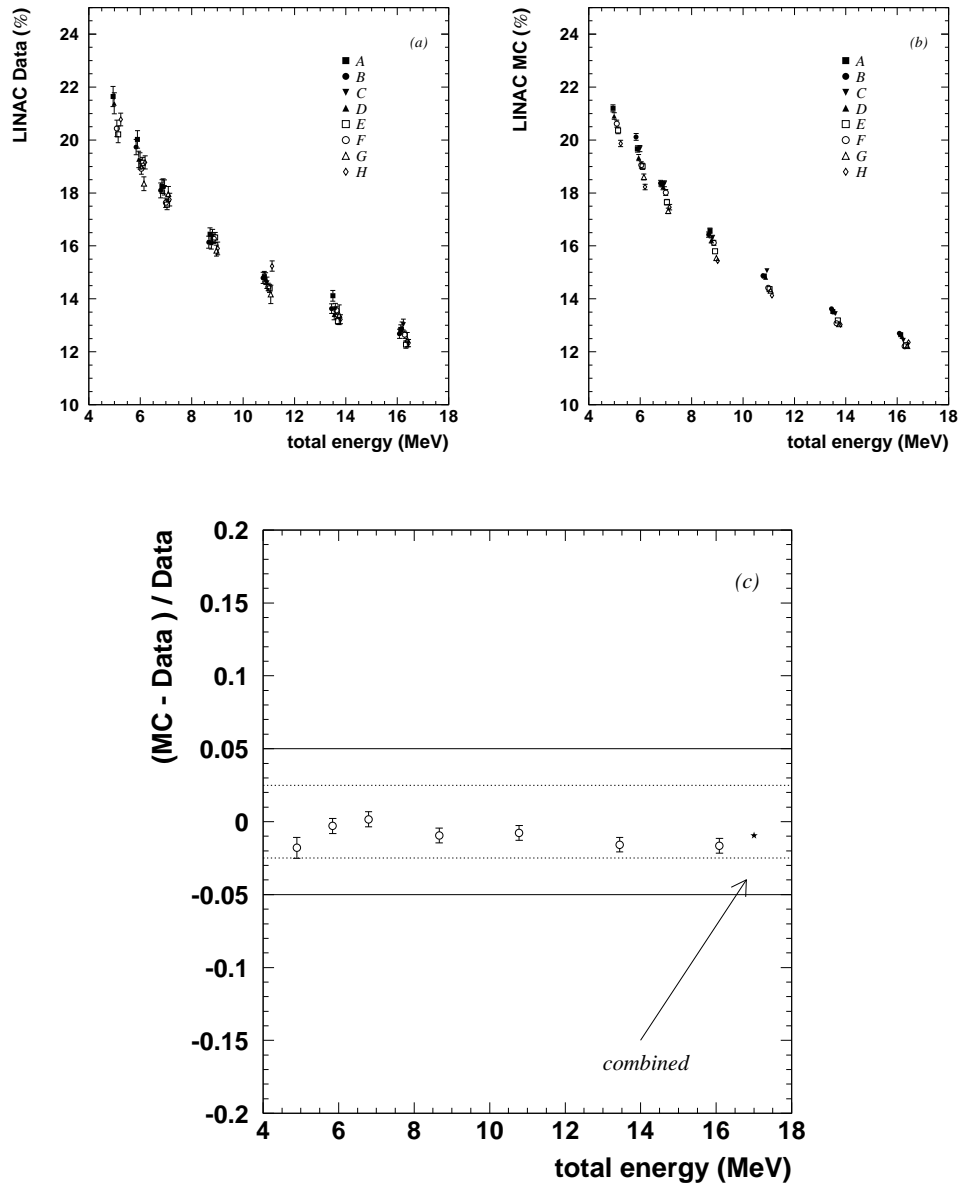 LINAC Data (%)
24
22
20
18
16
14
12
10
4 6 8 10 12 14 16 18
total energy (MeV)
(a)
A
B
C
D
E
F
G
H
LINAC MC (%)
24
22
20
18
16
14
12
10
4 6 8 10 12 14 16 18
total energy (MeV)
(b)
A
B
C
D
E
F
G
H
(MC - Data ) / Data
0.2
0.15
0.1
0.05
0
-0.05
-0.1
-0.15
-0.2
4 6 8 10 12 14 16 18
total energy (MeV)
(c)
combined